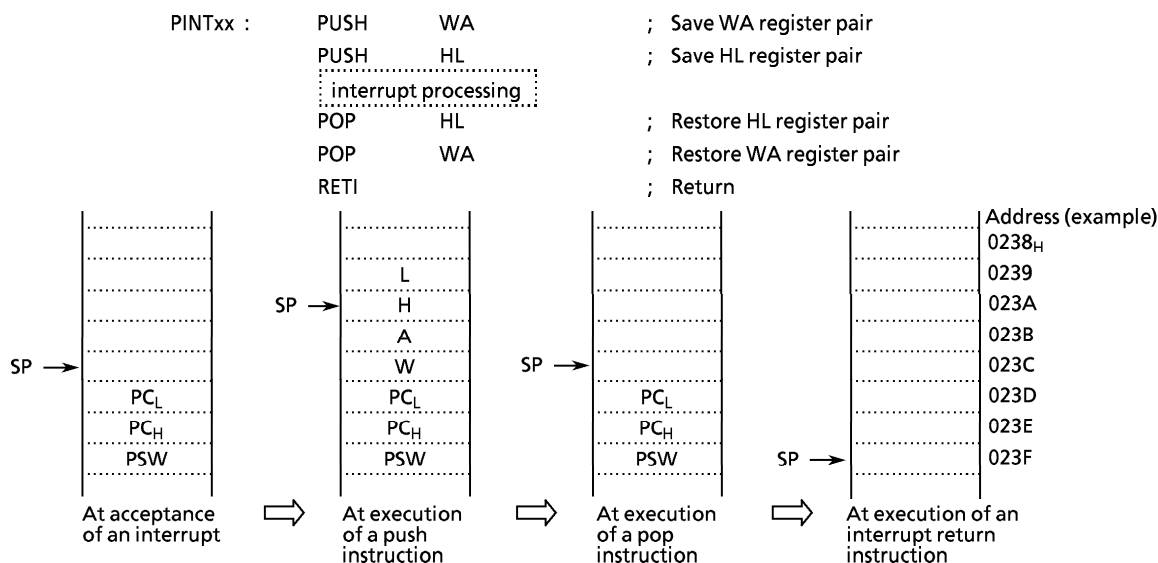 PINTxx : PUSH WA ; Save WA register pair
PUSH HL ; Save HL register pair
interrupt processing
POP HL ; Restore HL register pair
POP WA ; Restore WA register pair
RETI ; Return
Address (example)
0238H
L 0239
SP H 023A
A 023B
SP W SP 023C
PCL PCL PCL 023D
PCH PCH PCH 023E
PSW PSW PSW SP 023F
At acceptance of an interrupt
At execution of a push instruction
At execution of a pop instruction
At execution of an interrupt return instruction